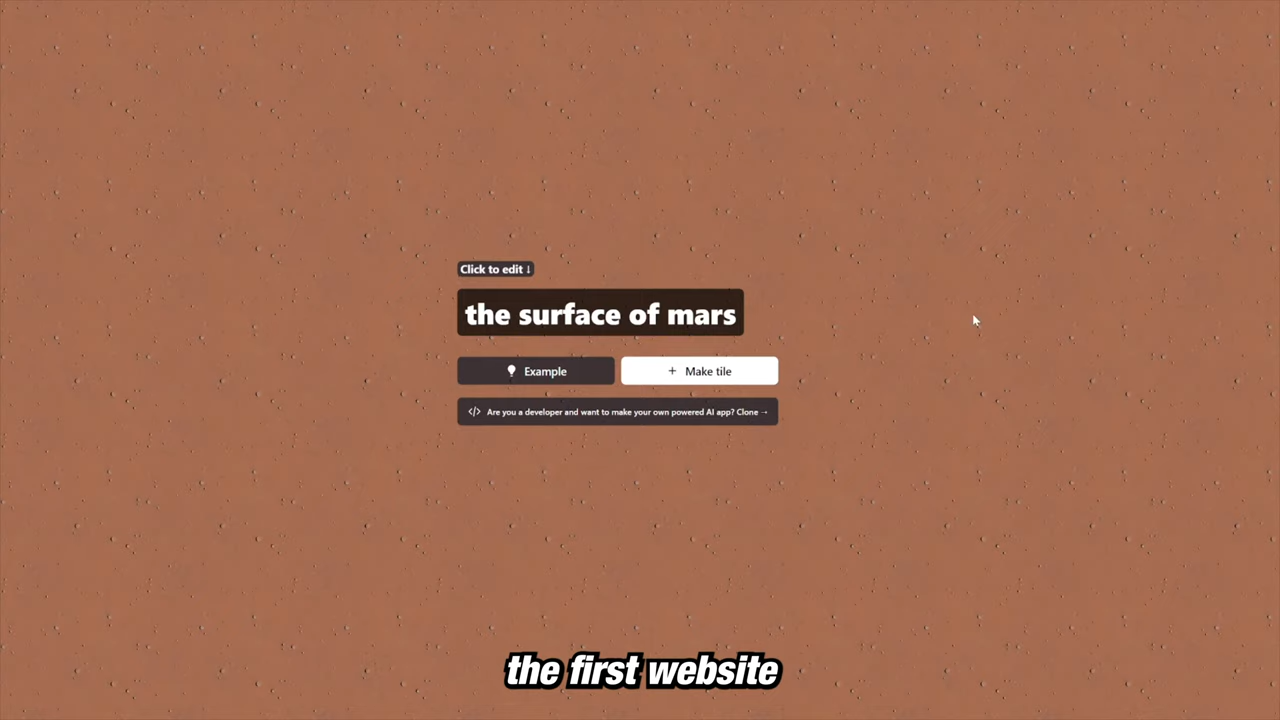 Click to edit ↓
the surface of mars
Example
+ Make tile
</> Are you a developer and want to make your own powered AI app? Clone →
the first website